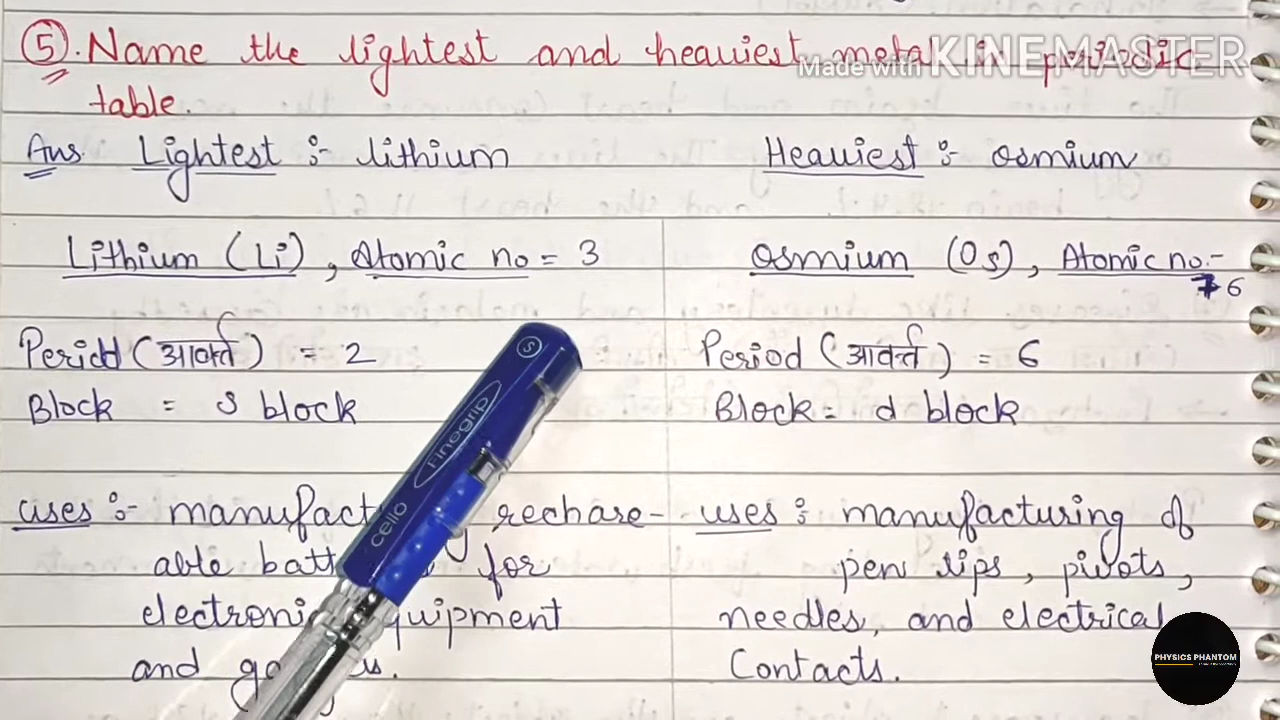 5. Name the lightest and heaviest metal in periodic
table.
Made with KINEMASTER
Ans. Lightest :- Lithium
Heaviest :- Osmium
Lithium (Li), Atomic no = 3
Period (आवर्त्त) = 2
Block = S block
uses :- manufact rechare-
able batt for
electronic quipment
and
Osmium (Os), Atomic no.-
76
Period (आवर्त्त) = 6
Block = d block
uses : manufacturing of
pen tips, pivots,
needles, and electrical
Contacts.
cello
Finegrip
S
PHYSICS PHANTOM